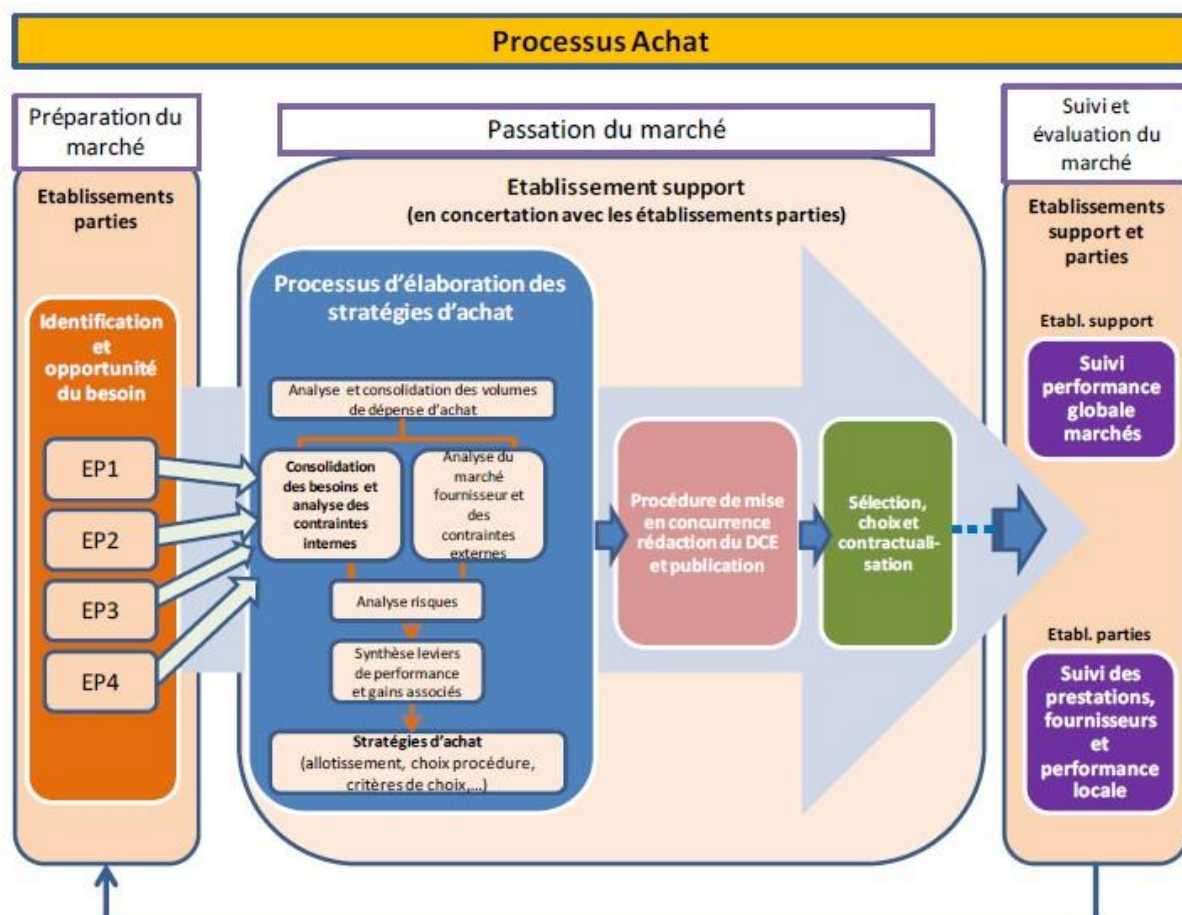 Processus Achat
Préparation du
marché
Etablissements
parties
Identification
et
opportunité
du besoin
EP1
EP2
EP3
EP4
Passation du marché
Etablissement support
(en concertation avec les établissements parties)
Processus d'élaboration des
stratégies d'achat
Analyse et consolidation des volumes
de dépense d'achat
Consolidation
des besoins et
analyse des
contraintes
internes
Analyse du
marché
fournisseur et
des
contraintes
externes
Analyse risques
Synthèse leviers
de performance
et gains associés
Stratégies d'achat
(allotissement, choix procédure,
critères de choix,...)
Procédure de mise
en concurrence
rédaction du DCE
et publication
Sélection,
choix et
contractuali-
sation
Suivi et
évaluation du
marché
Etablissements
support et
parties
Etabl. support
Suivi
performance
globale
marchés
Etabl. parties
Suivi des
prestations,
fournisseurs
et
performance
locale